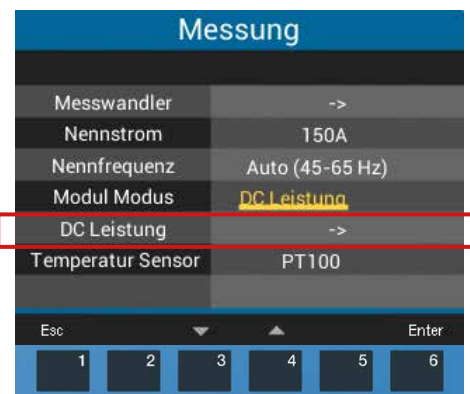 Messung
Messwandler ->
Nennstrom 150A
Nennfrequenz Auto (45-65 Hz)
Modul Modus DC Leistung
DC Leistung ->
Temperatur Sensor PT100
Esc Enter
1 2 3 4 5 6